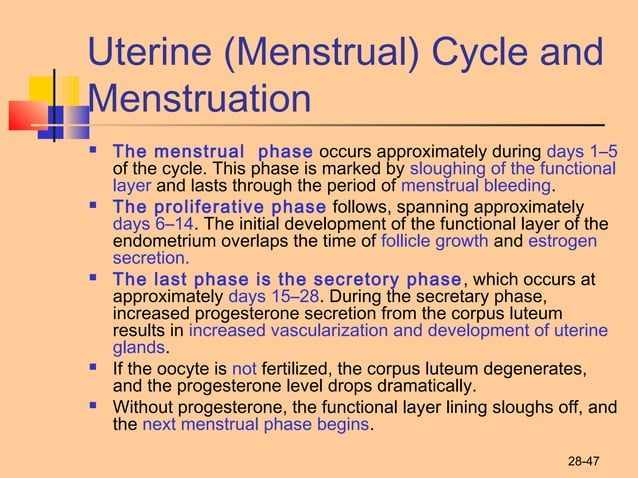 Uterine (Menstrual) Cycle and
Menstruation
The menstrual phase occurs approximately during days 1–5
of the cycle. This phase is marked by sloughing of the functional
layer and lasts through the period of menstrual bleeding.
The proliferative phase follows, spanning approximately
days 6–14. The initial development of the functional layer of the
endometrium overlaps the time of follicle growth and estrogen
secretion.
The last phase is the secretory phase, which occurs at
approximately days 15–28. During the secretary phase,
increased progesterone secretion from the corpus luteum
results in increased vascularization and development of uterine
glands.
If the oocyte is not fertilized, the corpus luteum degenerates,
and the progesterone level drops dramatically.
Without progesterone, the functional layer lining sloughs off, and
the next menstrual phase begins.
28-47